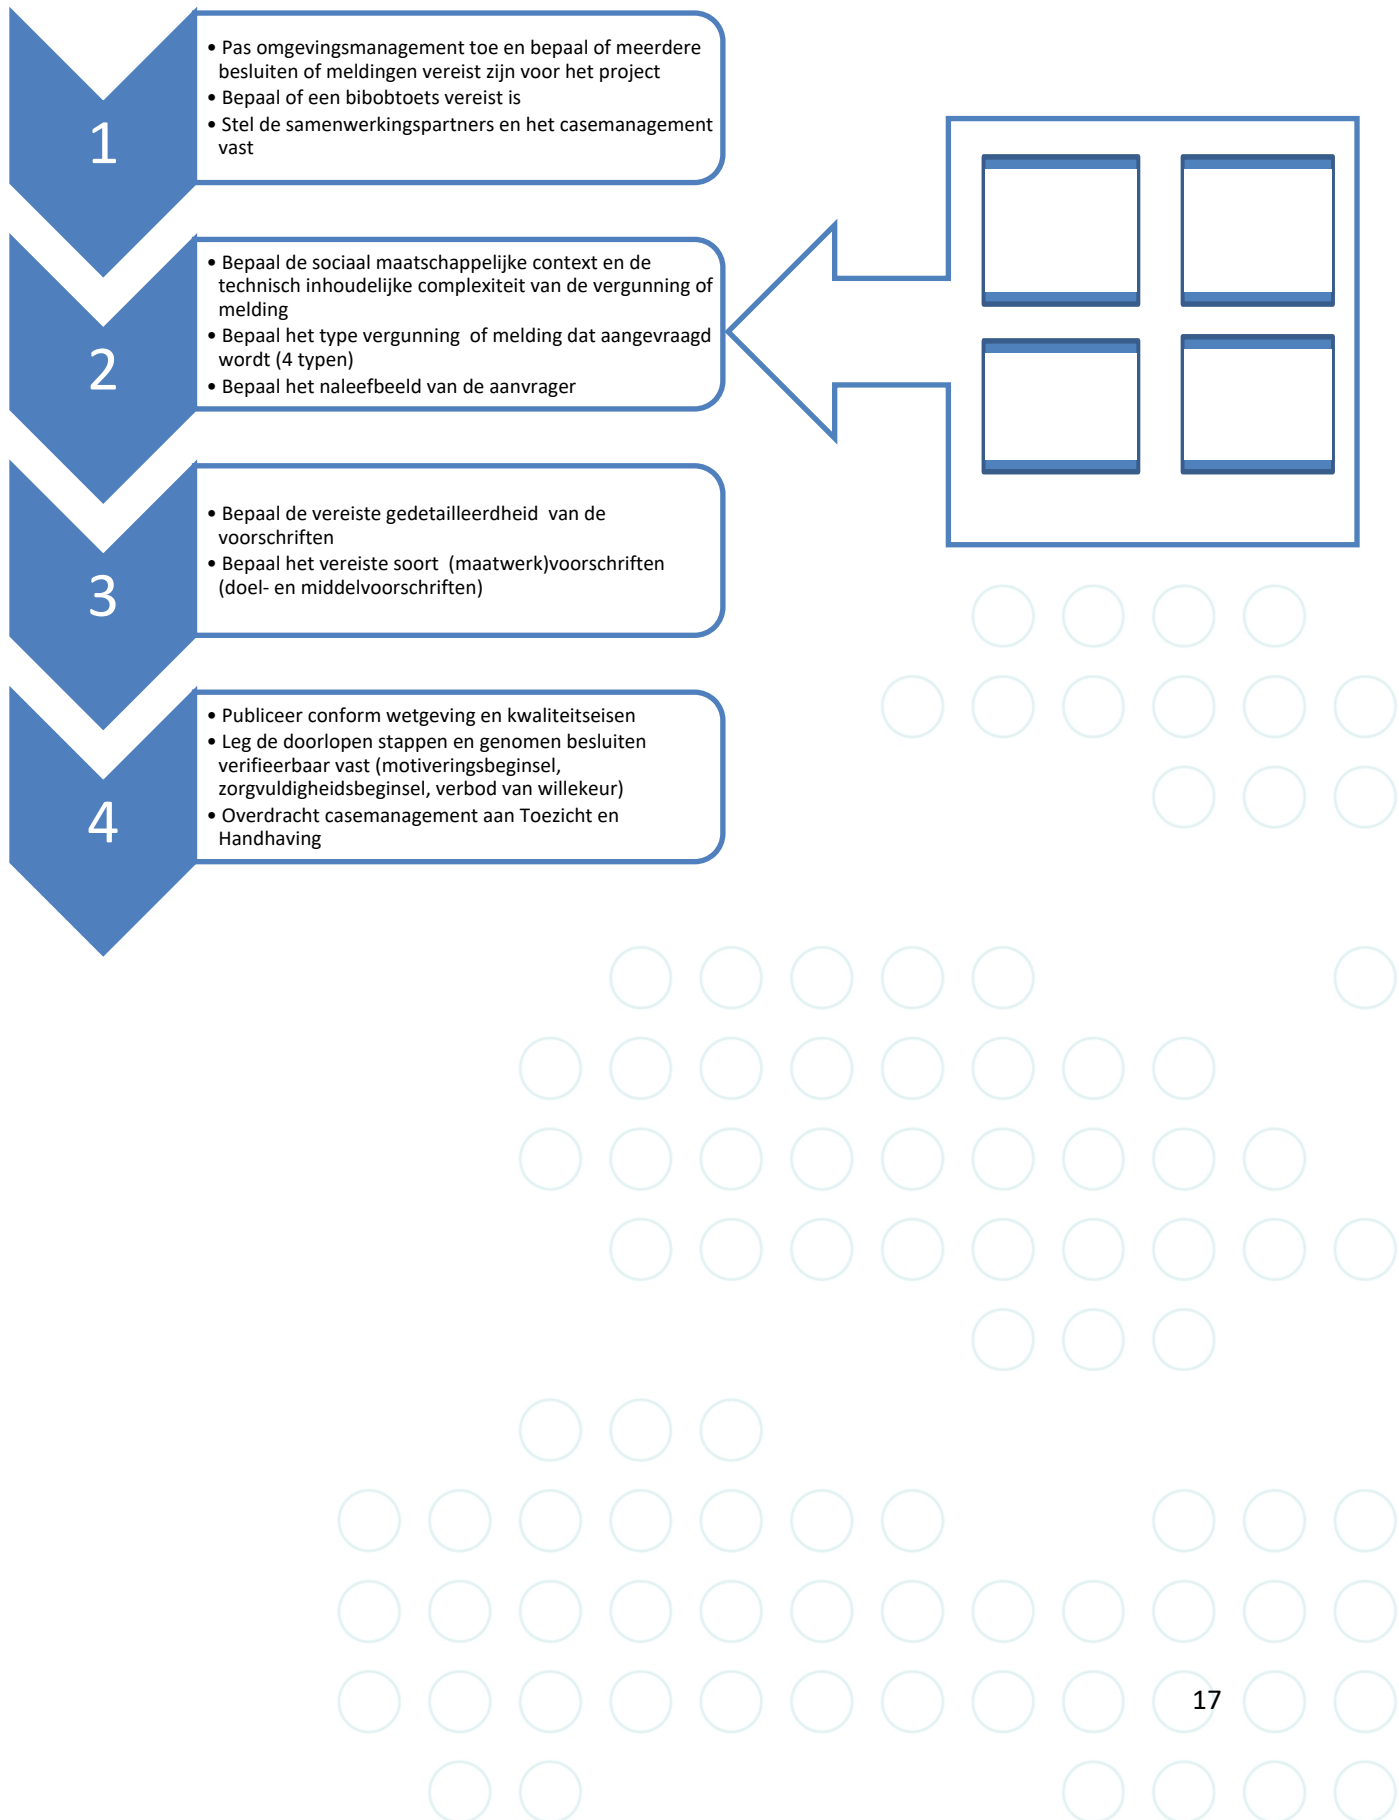 1
• Pas omgevingsmanagement toe en bepaal of meerdere
besluiten of meldingen vereist zijn voor het project
• Bepaal of een bibobtoets vereist is
• Stel de samenwerkingspartners en het casemanagement
vast
2
• Bepaal de sociaal maatschappelijke context en de
technisch inhoudelijke complexiteit van de vergunning of
melding
• Bepaal het type vergunning of melding dat aangevraagd
wordt (4 typen)
• Bepaal het naleefbeeld van de aanvrager
3
• Bepaal de vereiste gedetailleerdheid van de
voorschriften
• Bepaal het vereiste soort (maatwerk)voorschriften
(doel- en middelvoorschriften)
4
• Publiceer conform wetgeving en kwaliteitseisen
• Leg de doorlopen stappen en genomen besluiten
verifieerbaar vast (motiveringsbeginsel,
zorgvuldigheidsbeginsel, verbod van willekeur)
• Overdracht casemanagement aan Toezicht en
Handhaving
17